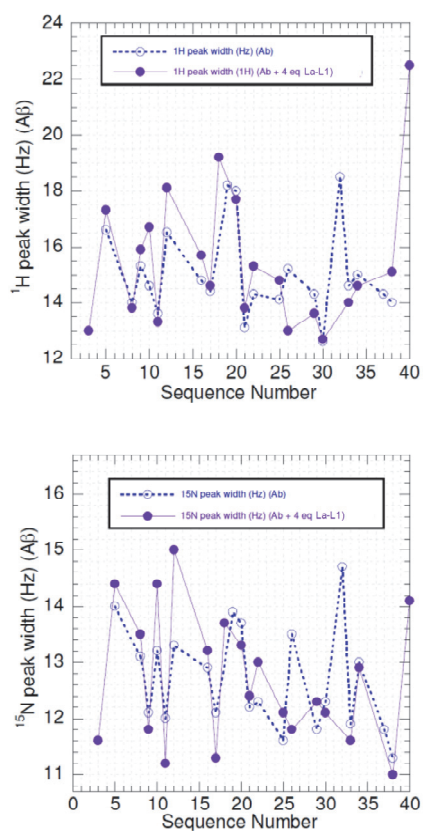 24
22
20
18
16
14
12
¹H peak width (Hz) (Aβ)
1H peak width (Hz) (Ab)
1H peak width (1H) (Ab + 4 eq La-L1)
0 5 10 15 20 25 30 35 40
Sequence Number
16
15
14
13
12
11
¹⁵N peak width (Hz) (Aβ)
15N peak width (Hz) (Ab)
15N peak width (Hz) (Ab + 4 eq La-L1)
0 5 10 15 20 25 30 35 40
Sequence Number